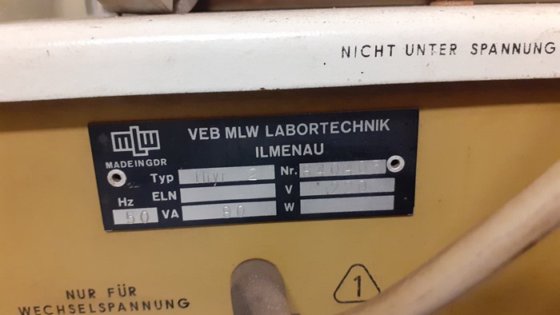 NICHT UNTER SPANNUNG
mlw
VEB MLW LABORTECHNIK
ILMENAU
MADE IN GDR
Typ
Nr.
ELN
V
Hz 50 VA
W
NUR FÜR
WECHSELSPANNUNG
1